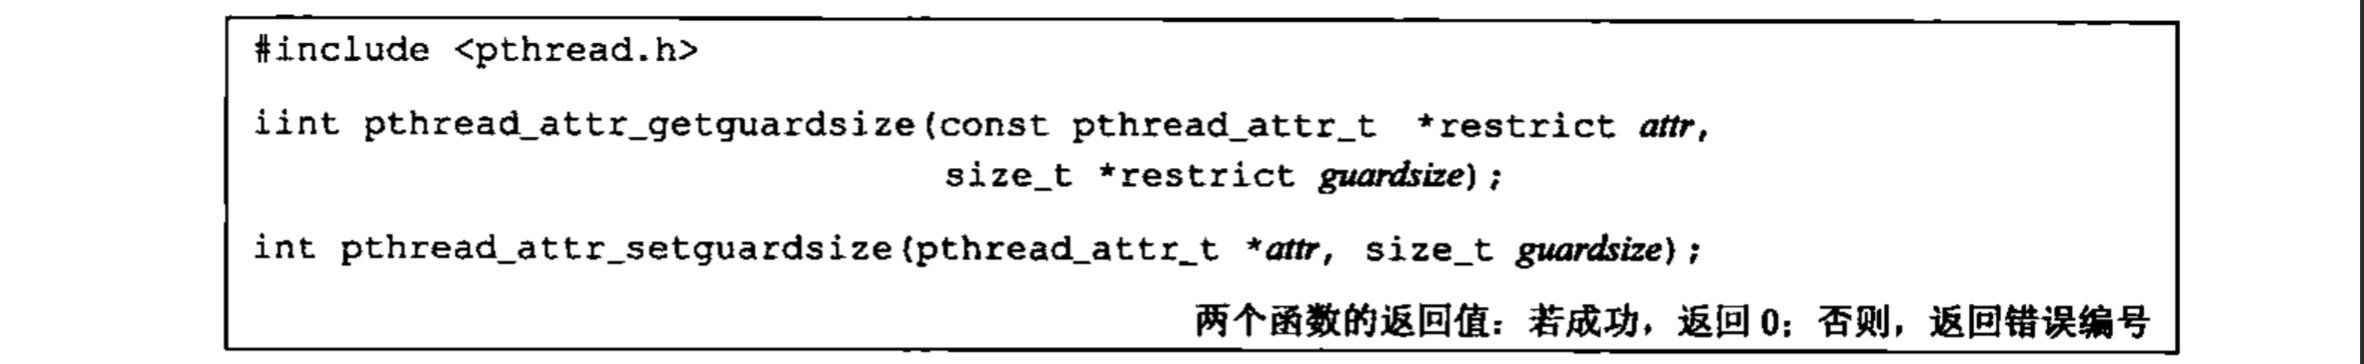 #include <pthread.h>
iint pthread_attr_getguardsize(const pthread_attr_t *restrict attr,
size_t *restrict guardsize);
int pthread_attr_setguardsize(pthread_attr_t *attr, size_t guardsize);
两个函数的返回值：若成功，返回 0；否则，返回错误编号